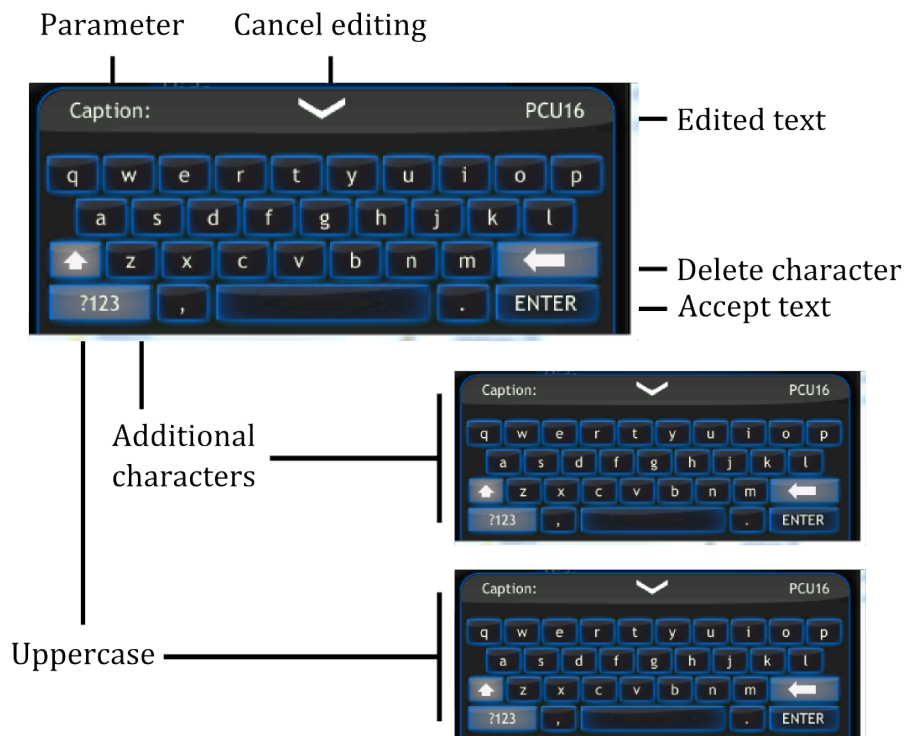 Parameter Cancel editing
Caption: PCU16
Edited text
q w e r t y u i o p
a s d f g h j k l
z x c v b n m
Delete character
?123 , . ENTER
Accept text
Caption: PCU16
q w e r t y u i o p
Additional
a s d f g h j k l
characters
z x c v b n m
?123 , . ENTER
Caption: PCU16
q w e r t y u i o p
Uppercase
a s d f g h j k l
z x c v b n m
?123 , . ENTER